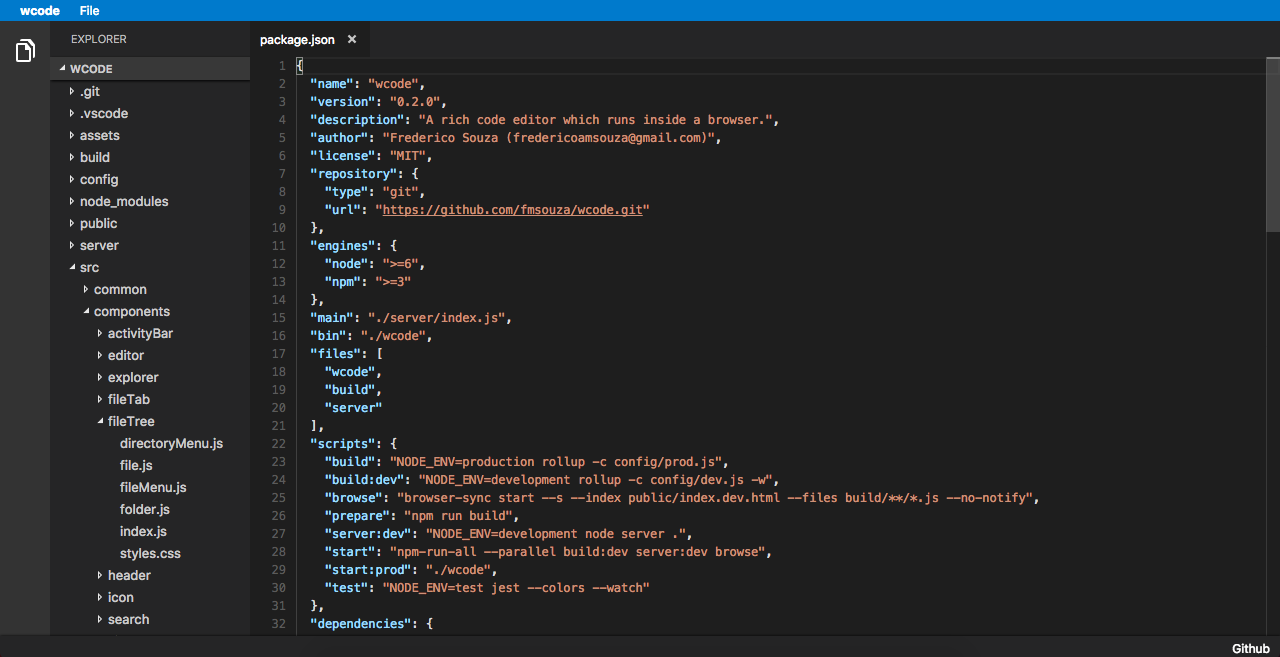 wcode File
EXPLORER
WCODE
.git
.vscode
assets
build
config
node_modules
public
server
src
common
components
activityBar
editor
explorer
fileTab
fileTree
directoryMenu.js
file.js
fileMenu.js
folder.js
index.js
styles.css
header
icon
search
package.json ×
1 {
2 "name": "wcode",
3 "version": "0.2.0",
4 "description": "A rich code editor which runs inside a browser.",
5 "author": "Frederico Souza (fredericoamsouza@gmail.com)",
6 "license": "MIT",
7 "repository": {
8 "type": "git",
9 "url": "https://github.com/fmsouza/wcode.git"
10 },
11 "engines": {
12 "node": ">=6",
13 "npm": ">=3"
14 },
15 "main": "./server/index.js",
16 "bin": "./wcode",
17 "files": [
18 "wcode",
19 "build",
20 "server"
21 ],
22 "scripts": {
23 "build": "NODE_ENV=production rollup -c config/prod.js",
24 "build:dev": "NODE_ENV=development rollup -c config/dev.js -w",
25 "browse": "browser-sync start --s --index public/index.dev.html --files build/**/*.js --no-notify",
26 "prepare": "npm run build",
27 "server:dev": "NODE_ENV=development node server .",
28 "start": "npm-run-all --parallel build:dev server:dev browse",
29 "start:prod": "./wcode",
30 "test": "NODE_ENV=test jest --colors --watch"
31 },
32 "dependencies": {
Github